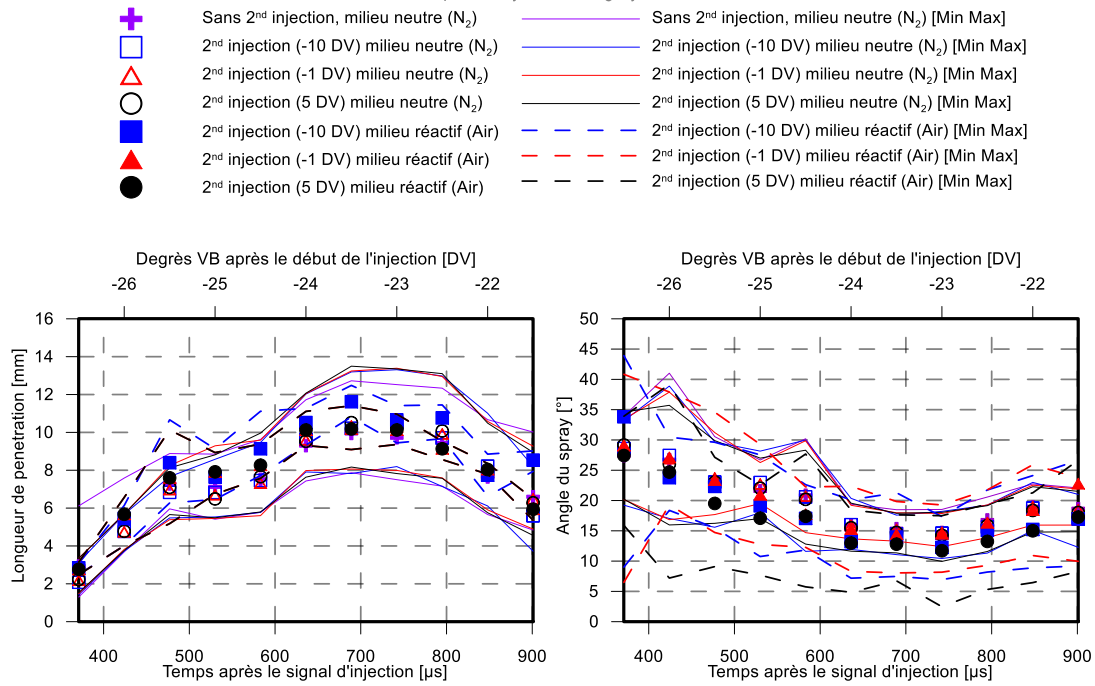 Sans 2nd injection, milieu neutre (N2)
2nd injection (-10 DV) milieu neutre (N2)
2nd injection (-1 DV) milieu neutre (N2)
2nd injection (5 DV) milieu neutre (N2)
2nd injection (-10 DV) milieu réactif (Air)
2nd injection (-1 DV) milieu réactif (Air)
2nd injection (5 DV) milieu réactif (Air)
Sans 2nd injection, milieu neutre (N2) [Min Max]
2nd injection (-10 DV) milieu neutre (N2) [Min Max]
2nd injection (-1 DV) milieu neutre (N2) [Min Max]
2nd injection (5 DV) milieu neutre (N2) [Min Max]
2nd injection (-10 DV) milieu réactif (Air) [Min Max]
2nd injection (-1 DV) milieu réactif (Air) [Min Max]
2nd injection (5 DV) milieu réactif (Air) [Min Max]
Degrès VB après le début de l'injection [DV]
-26 -25 -24 -23 -22
Longueur de penetration [mm]
16
14
12
10
8
6
4
2
0
400 500 600 700 800 900
Temps après le signal d'injection [µs]
Degrès VB après le début de l'injection [DV]
-26 -25 -24 -23 -22
Angle du spray [°]
50
45
40
35
30
25
20
15
10
5
0
400 500 600 700 800 900
Temps après le signal d'injection [µs]